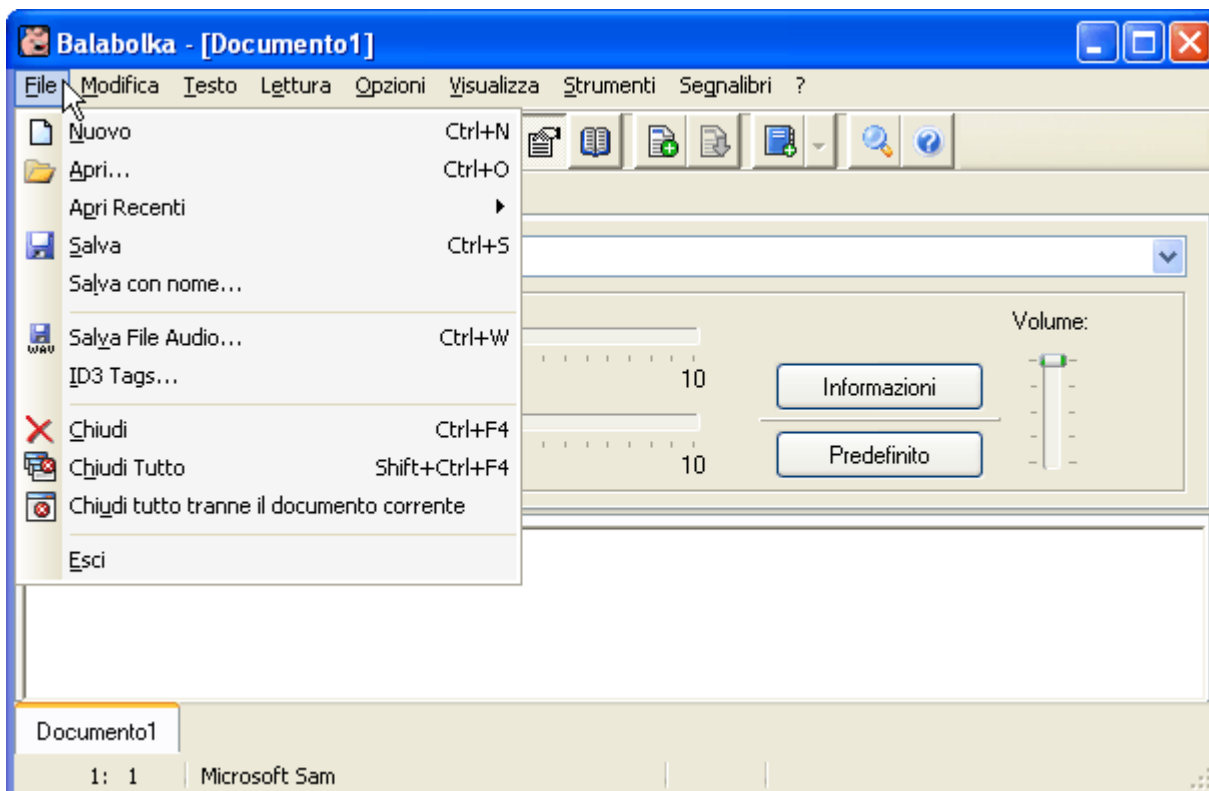 Balabolka - [Documento1]
File Modifica Testo Lettura Opzioni Visualizza Strumenti Segnalibri ?
Nuovo Ctrl+N
Apri... Ctrl+O
Apri Recenti
Salva Ctrl+S
Salva con nome...
Salva File Audio... Ctrl+W
ID3 Tags...
Chiudi Ctrl+F4
Chiudi Tutto Shift+Ctrl+F4
Chiudi tutto tranne il documento corrente
Esci
WAV
10
10
Informazioni
Predefinito
Volume:
Documento1
1: 1 Microsoft Sam